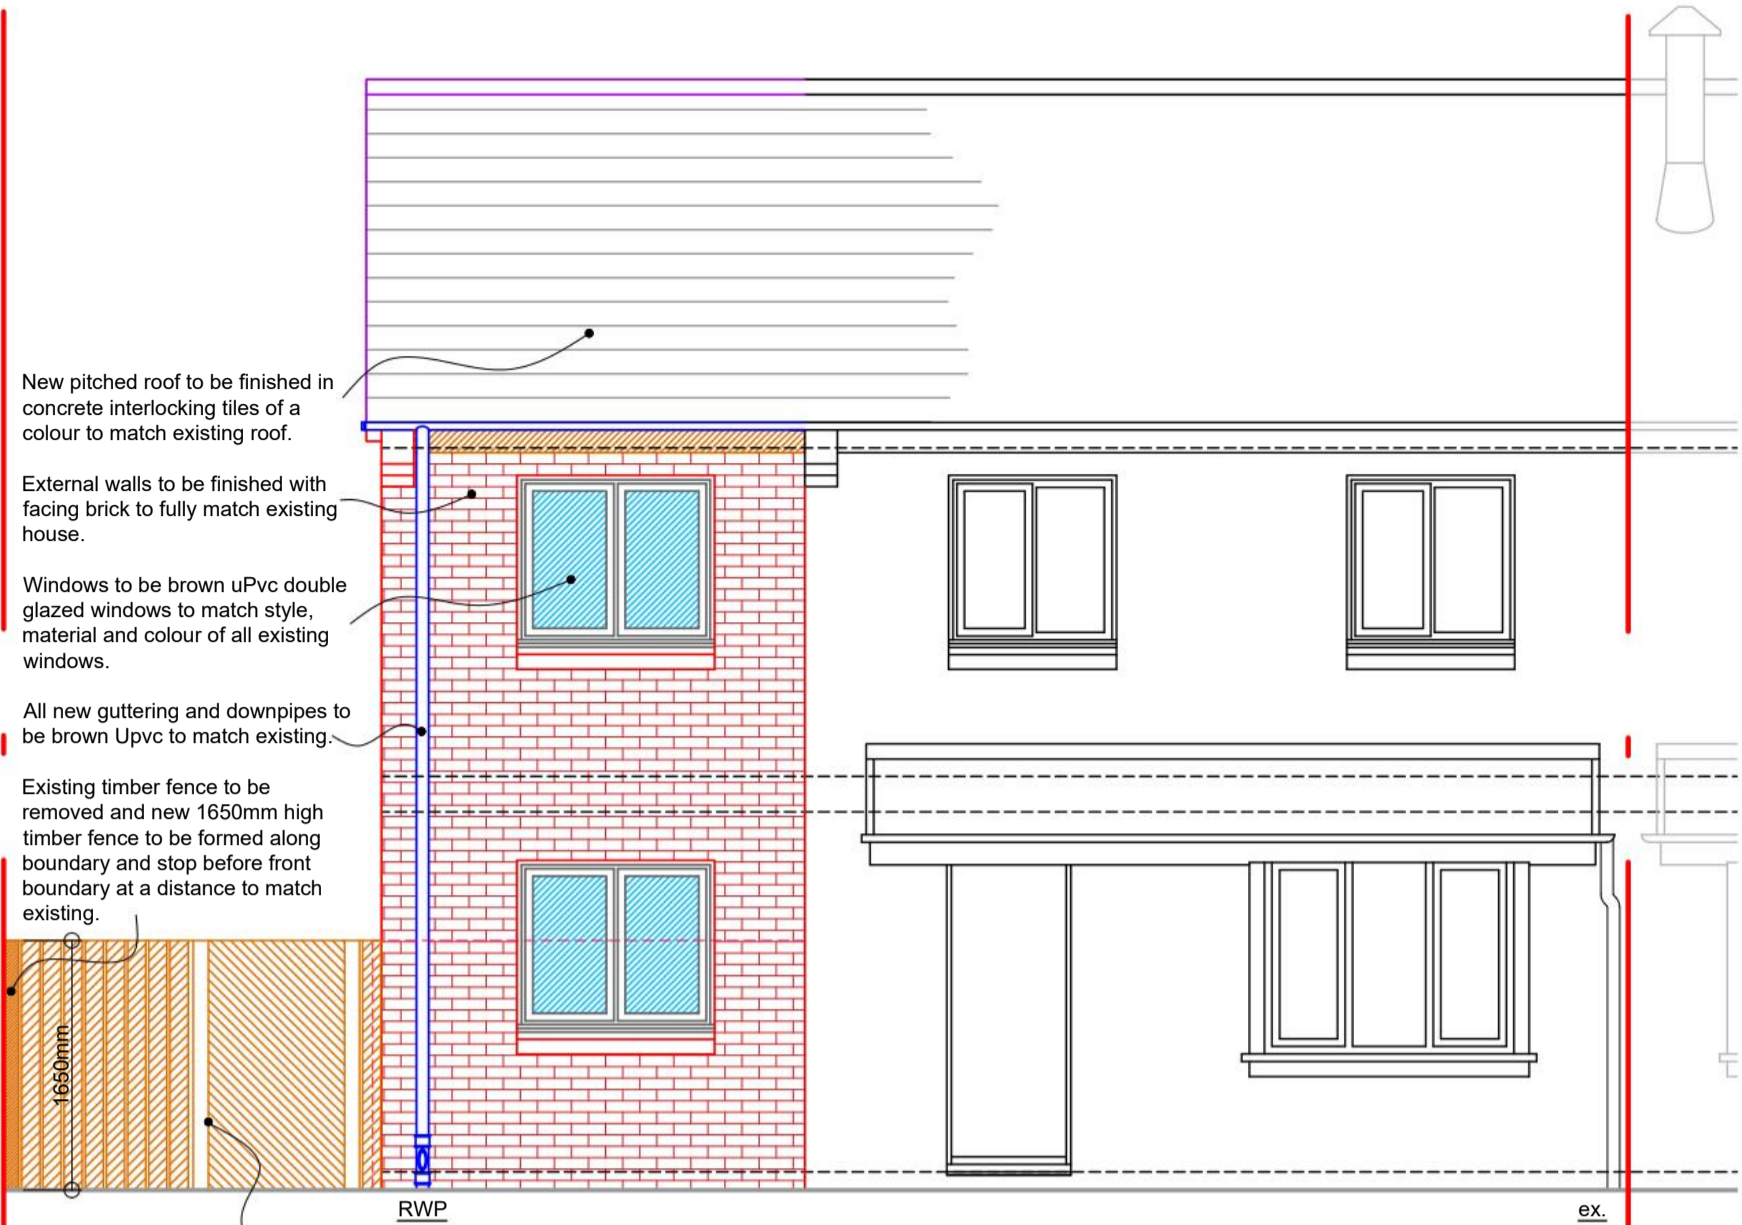 New pitched roof to be finished in
concrete interlocking tiles of a
colour to match existing roof.
External walls to be finished with
facing brick to fully match existing
house.
Windows to be brown uPvc double
glazed windows to match style,
material and colour of all existing
windows.
All new guttering and downpipes to
be brown Upvc to match existing.
Existing timber fence to be
removed and new 1650mm high
timber fence to be formed along
boundary and stop before front
boundary at a distance to match
existing.
1650mm
RWP
ex.